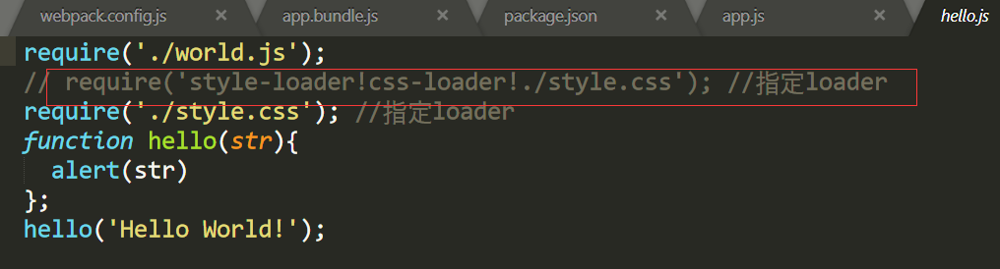 webpack.config.js × app.bundle.js × package.json × app.js × hello.js
require('./world.js');
// require('style-loader!css-loader!./style.css'); //指定loader
require('./style.css'); //指定loader
function hello(str){
  alert(str)
};
hello('Hello World!');